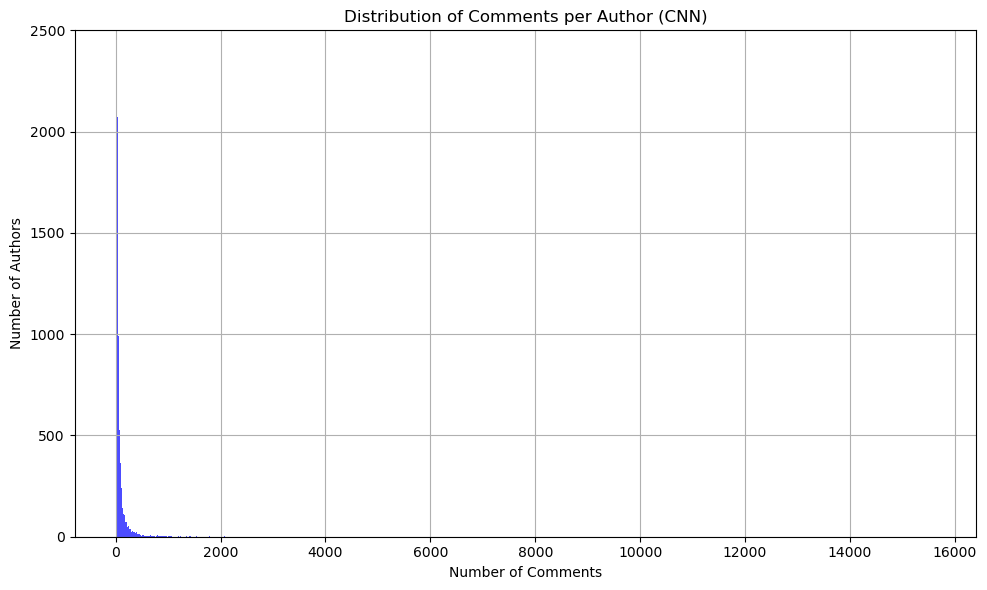 Distribution of Comments per Author (CNN)
2500
2000
1500
1000
500
0
Number of Authors
0 2000 4000 6000 8000 10000 12000 14000 16000
Number of Comments